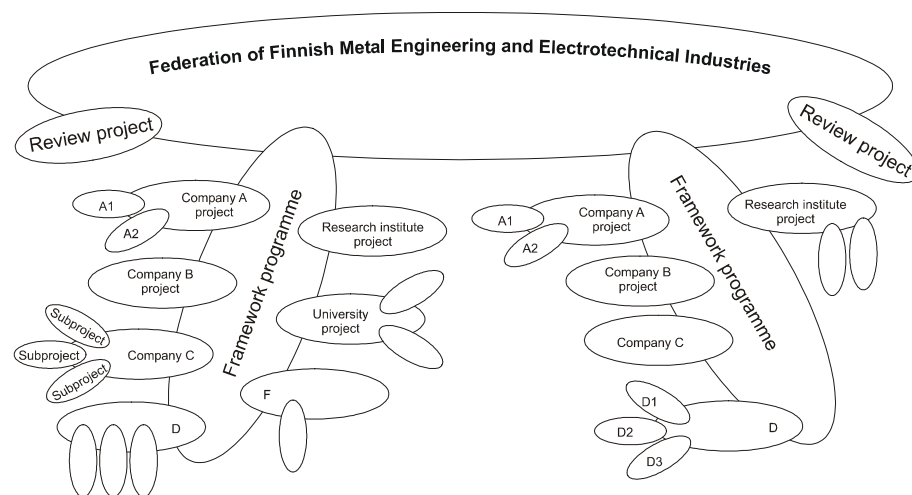 Federation of Finnish Metal Engineering and Electrotechnical Industries
Review project
Review project
Framework programme
Company A
project
A1
A2
Company B
project
Subproject
Subproject
Subproject
Company C
D
Research institute
project
University
project
F
Framework programme
Company A
project
A1
A2
Company B
project
Company C
D1
D2
D3
D
Research institute
project